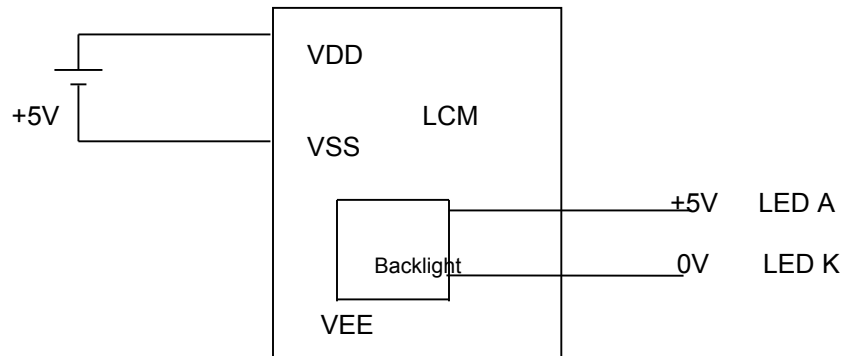 VDD
+5V
LCM
VSS
+5V LED A
Backlight
0V LED K
VEE